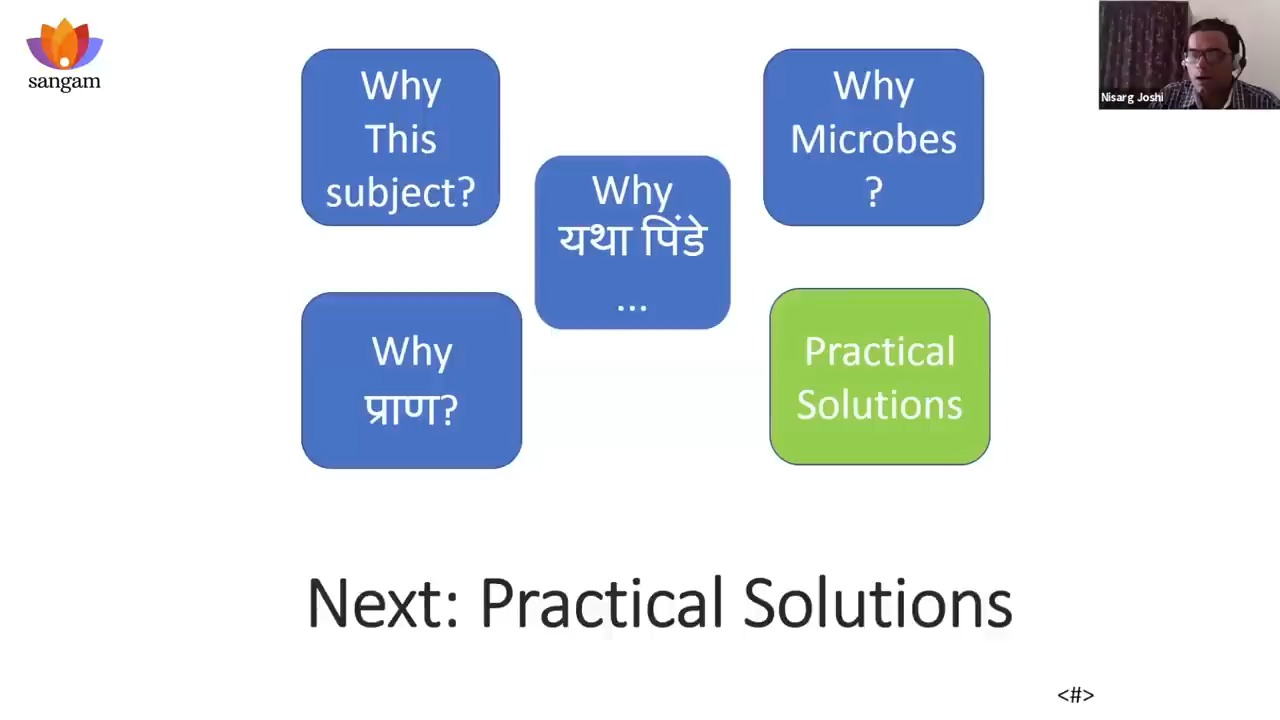 sangam
Why
This
subject?
Why
Microbes
?
Why
यथा पिंडे
...
Why
प्राण?
Practical
Solutions
Next: Practical Solutions
<#>
Nisarg Joshi